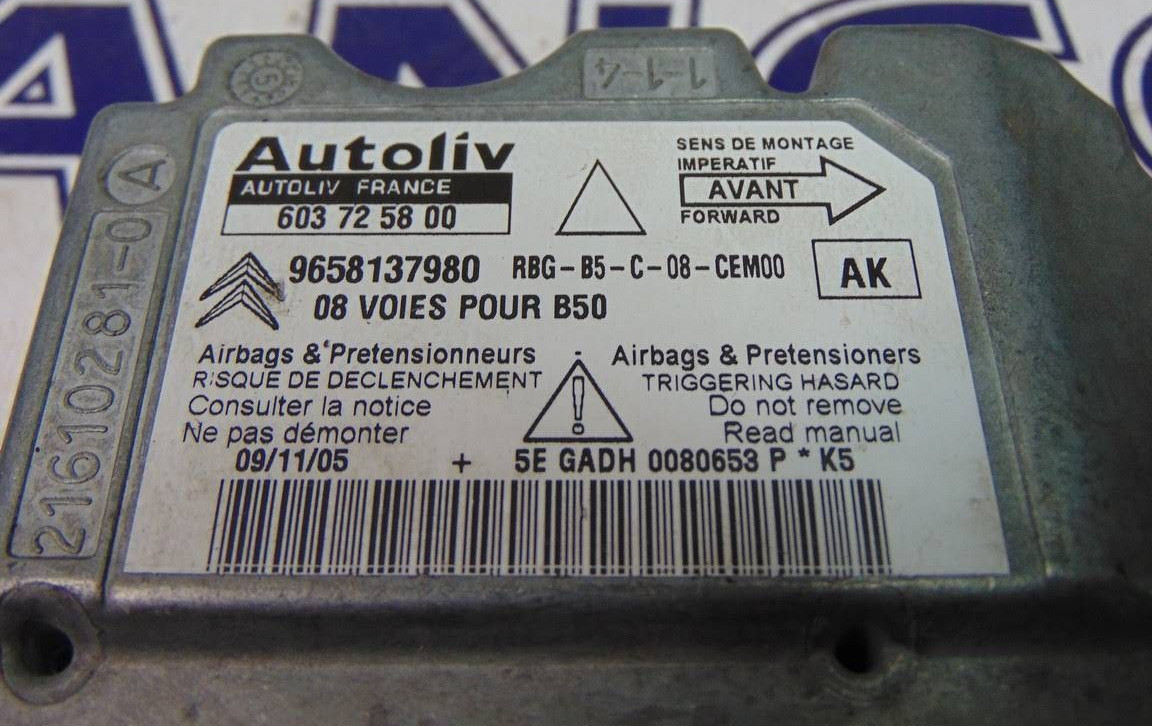 1-1-4
A
21610281-0
Autoliv
AUTOLIV FRANCE
603 72 58 00
SENS DE MONTAGE
IMPERATIF
AVANT
FORWARD
9658137980 RBG-B5-C-08-CEM00
AK
08 VOIES POUR B50
Airbags & Pretensionneurs
RISQUE DE DECLENCHEMENT
Consulter la notice
Ne pas démonter
Airbags & Pretensioners
TRIGGERING HASARD
Do not remove
Read manual
09/11/05 + 5E GADH 0080653 P * K5